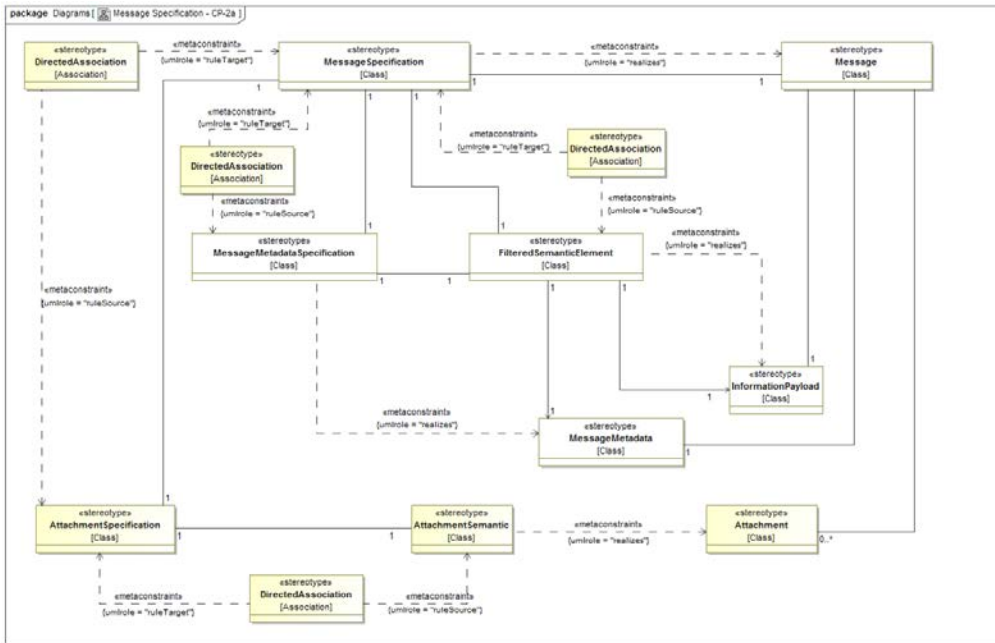 package Diagrams [ Message Specification - CP-2a ]
«stereotype»
DirectedAssociation
[Association]
«metaconstraint»
{umlrole = "ruleTarget"}
«stereotype»
MessageSpecification
[Class]
«metaconstraint»
{umlrole = "realizes"}
«stereotype»
Message
[Class]
1
1
1
1
1
«metaconstraint»
{umlrole = "ruleTarget"}
«metaconstraint»
{umlrole = "ruleTarget"}
«stereotype»
DirectedAssociation
[Association]
«stereotype»
DirectedAssociation
[Association]
«metaconstraint»
{umlrole = "ruleSource"}
«metaconstraint»
{umlrole = "ruleSource"}
1
1
«stereotype»
MessageMetadataSpecification
[Class]
«stereotype»
FilteredSemanticElement
[Class]
«metaconstraint»
{umlrole = "realizes"}
1
1
1
1
«metaconstraint»
{umlrole = "ruleSource"}
1
«stereotype»
InformationPayload
[Class]
1
«metaconstraint»
{umlrole = "realizes"}
1
«stereotype»
MessageMetadata
[Class]
1
1
«stereotype»
AttachmentSpecification
[Class]
1
1
«stereotype»
AttachmentSemantic
[Class]
«metaconstraint»
{umlrole = "realizes"}
«stereotype»
Attachment
[Class]
0..*
«metaconstraint»
{umlrole = "ruleTarget"}
«stereotype»
DirectedAssociation
[Association]
«metaconstraint»
{umlrole = "ruleSource"}